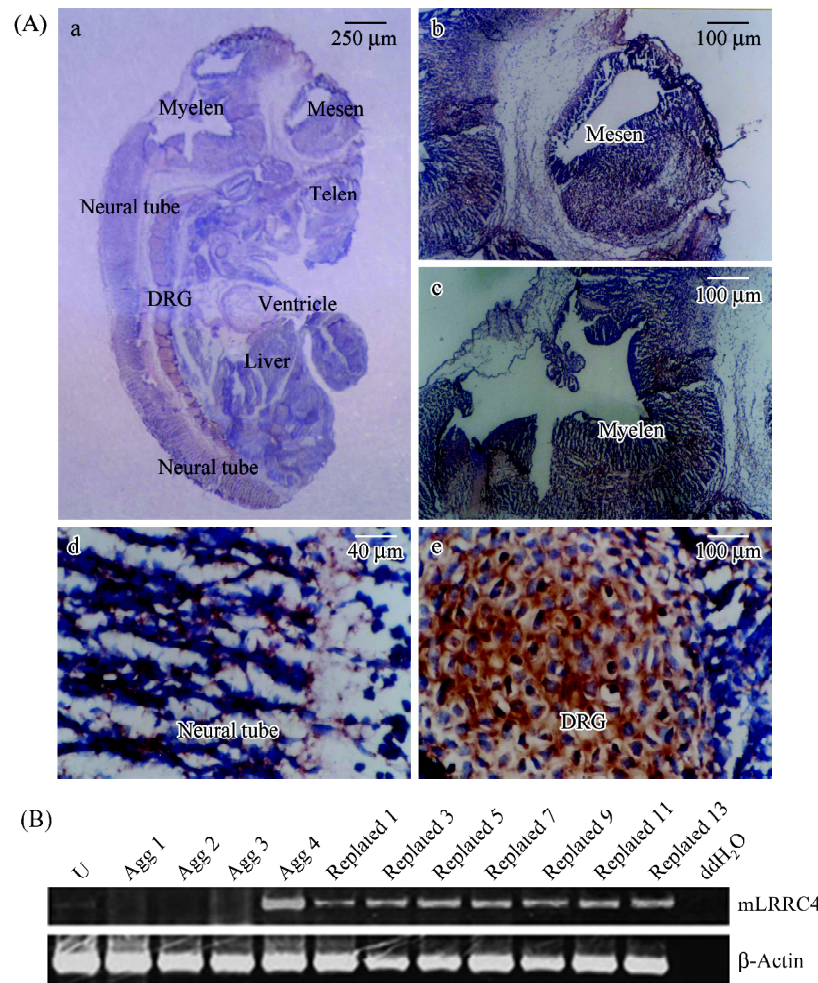 (A)
a
250 μm
Myelen
Mesen
Neural tube
Telen
DRG
Ventricle
Liver
Neural tube
b
100 μm
Mesen
c
100 μm
Myelen
d
40 μm
Neural tube
e
100 μm
DRG
(B)
U
Agg 1
Agg 2
Agg 3
Agg 4
Replated 1
Replated 3
Replated 5
Replated 7
Replated 9
Replated 11
Replated 13
ddH₂O
mLRRC4
β-Actin